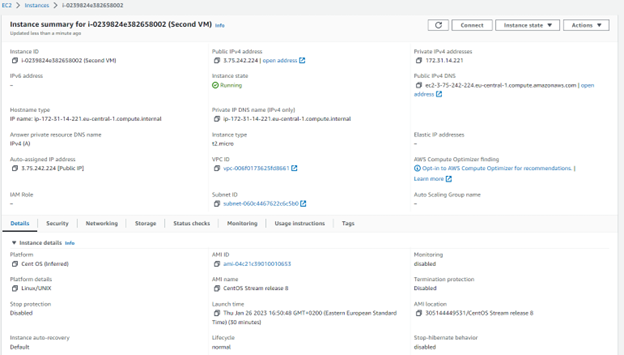 EC2 > Instances > i-0239824e382658002
Instance summary for i-0239824e382658002 (Second VM) Info
Updated less than a minute ago
Connect
Instance state
Actions
Instance ID
i-0239824e382658002 (Second VM)
Public IPv4 address
3.75.242.224 | open address
Private IPv4 addresses
172.31.14.221
IPv6 address
–
Instance state
Running
Public IPv4 DNS
ec2-3-75-242-224.eu-central-1.compute.amazonaws.com | open
address
Hostname type
IP name: ip-172-31-14-221.eu-central-1.compute.internal
Private IP DNS name (IPv4 only)
ip-172-31-14-221.eu-central-1.compute.internal
Answer private resource DNS name
IPv4 (A)
Instance type
t2.micro
Elastic IP addresses
–
Auto-assigned IP address
3.75.242.224 [Public IP]
VPC ID
vpc-006f0173625fd8661
AWS Compute Optimizer finding
Opt-in to AWS Compute Optimizer for recommendations. |
Learn more
IAM Role
–
Subnet ID
subnet-060c4467622c6c5b0
Auto Scaling Group name
–
Details
Security
Networking
Storage
Status checks
Monitoring
Usage instructions
Tags
Instance details Info
Platform
Cent OS (Inferred)
AMI ID
ami-04c21c39010010653
Monitoring
disabled
Platform details
Linux/UNIX
AMI name
CentOS Stream release 8
Termination protection
Disabled
Stop protection
Disabled
Launch time
Thu Jan 26 2023 16:50:48 GMT+0200 (Eastern European Standard
Time) (30 minutes)
AMI location
305144449531/CentOS Stream release 8
Instance auto-recovery
Default
Lifecycle
normal
Stop-hibernate behavior
disabled